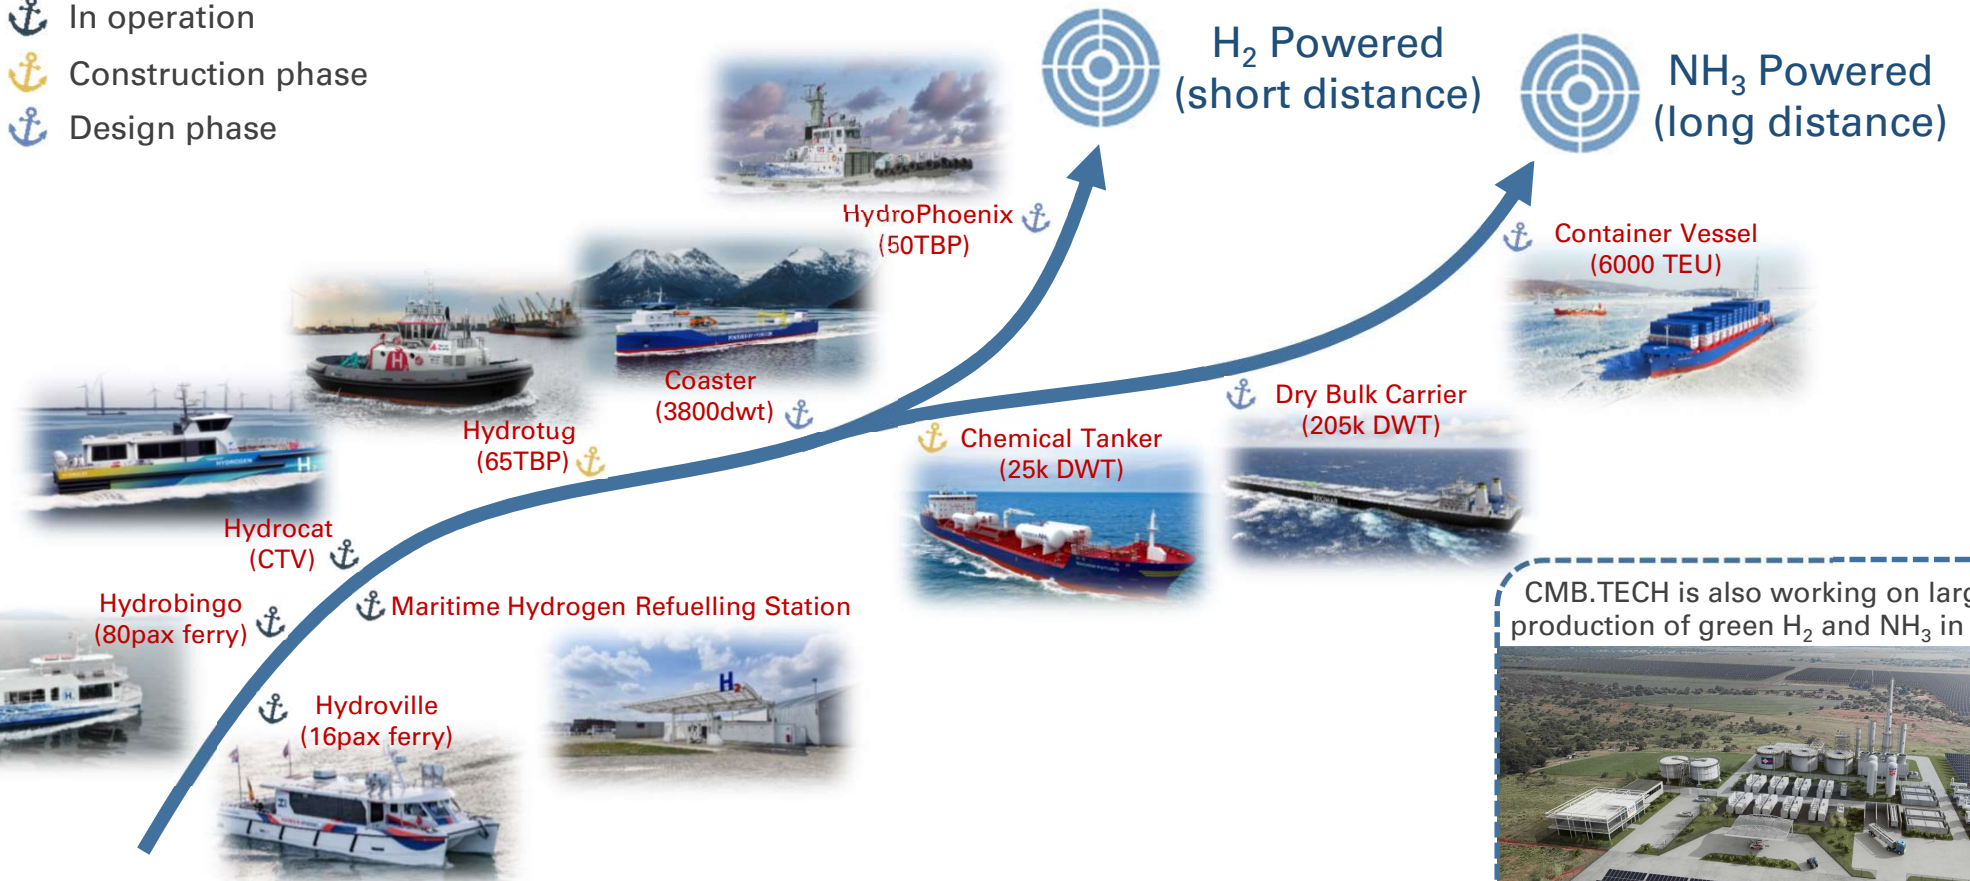 In operation
Construction phase
Design phase
H₂ Powered
(short distance)
NH₃ Powered
(long distance)
HydroPhoenix
(50TBP)
Container Vessel
(6000 TEU)
Coaster
(3800dwt)
Dry Bulk Carrier
(205k DWT)
Hydrotug
(65TBP)
Chemical Tanker
(25k DWT)
Hydrocat
(CTV)
Hydrobingo
(80pax ferry)
Maritime Hydrogen Refuelling Station
Hydroville
(16pax ferry)
H₂
H
HYDROGEN
H
CMB.TECH is also working on
production of green H₂ and NH₃ in